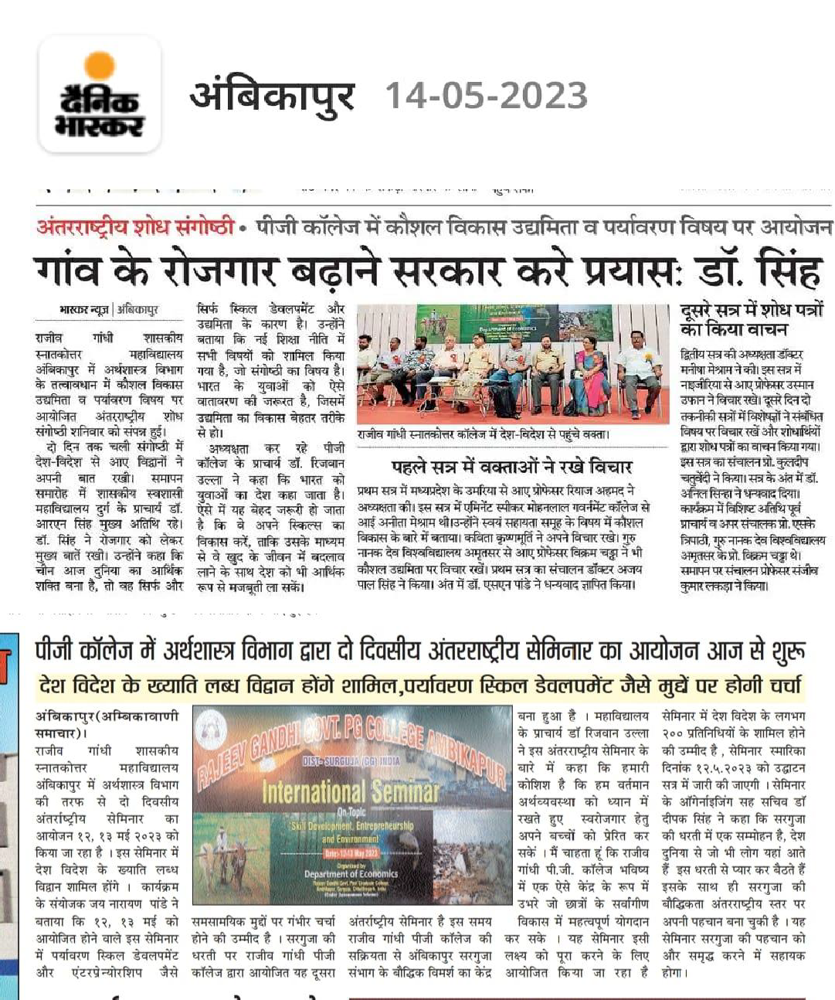 दैनिक
भास्कर
अंबिकापुर 14-05-2023
अंतरराष्ट्रीय शोध संगोष्ठी • पीजी कॉलेज में कौशल विकास उद्यमिता व पर्यावरण विषय पर आयोजन
गांव के रोजगार बढ़ाने सरकार करे प्रयासः डॉ. सिंह
भास्कर न्यूज | अंबिकापुर
राजीव गांधी शासकीय
स्नातकोत्तर महाविद्यालय
अंबिकापुर में अर्थशास्त्र विभाग
के तत्वावधान में कौशल विकास
उद्यमिता व पर्यावरण विषय पर
आयोजित अंतरराष्ट्रीय शोध
संगोष्ठी शनिवार को संपन्न हुई।
दो दिन तक चली संगोष्ठी में
देश-विदेश से आए विद्वानों ने
अपनी बात रखी। समापन
समारोह में शासकीय स्वशासी
महाविद्यालय दुर्ग के प्राचार्य डॉ.
आरएन सिंह मुख्य अतिथि रहे।
डॉ. सिंह ने रोजगार को लेकर
मुख्य बातें रखीं। उन्होंने कहा कि
चीन आज दुनिया का आर्थिक
शक्ति बना है, तो वह सिर्फ और
सिर्फ स्किल डेवलपमेंट और
उद्यमिता के कारण है। उन्होंने
बताया कि नई शिक्षा नीति में
सभी विषयों को शामिल किया
गया है, जो संगोष्ठी का विषय है।
भारत के युवाओं को ऐसे
वातावरण की जरूरत है, जिसमें
उद्यमिता का विकास बेहतर तरीके
से हो।
अध्यक्षता कर रहे पीजी
कॉलेज के प्राचार्य डॉ. रिजवान
उल्ला ने कहा कि भारत को
युवाओं का देश कहा जाता है।
ऐसे में यह बेहद जरूरी हो जाता
है कि वे अपने स्किल्स का
विकास करें, ताकि उसके माध्यम
से वे खुद के जीवन में बदलाव
लाने के साथ देश को भी आर्थिक
रूप से मजबूती ला सकें।
Department of Economics
राजीव गांधी स्नातकोत्तर कॉलेज में देश-विदेश से पहुंचे वक्ता।
पहले सत्र में वक्ताओं ने रखे विचार
प्रथम सत्र में मध्यप्रदेश के उमरिया से आए प्रोफेसर रियाज अहमद ने
अध्यक्षता की। इस सत्र में एमिनेंट स्पीकर मोहनलाल गवर्नमेंट कॉलेज से
आई अनीता मेश्राम थी।उन्होंने स्वयं सहायता समूह के विषय में कौशल
विकास के बारे में बताया। कविता कृष्णमूर्ति ने अपने विचार रखे। गुरु
नानक देव विश्वविद्यालय अमृतसर से आए प्रोफेसर विक्रम चड्ढा ने भी
कौशल उद्यमिता पर विचार रखें। प्रथम सत्र का संचालन डॉक्टर अजय
पाल सिंह ने किया। अंत में डॉ. एसएन पांडे ने धन्यवाद ज्ञापित किया।
दूसरे सत्र में शोध पत्रों
का किया वाचन
द्वितीय सत्र की अध्यक्षता डॉक्टर
मनीषा मेश्राम ने की। इस सत्र में
नाइजीरिया से आए प्रोफेसर उस्मान
उफान ने विचार रखे। दूसरे दिन दो
तकनीकी सत्रों में विशेषज्ञों ने संबंधित
विषय पर विचार रखें और शोधार्थियों
द्वारा शोध पत्रों का वाचन किया गया।
इस सत्र का संचालन प्रो. कुलदीप
चतुर्वेदी ने किया। सत्र के अंत में डॉ.
अनिल सिन्हा ने धन्यवाद दिया।
कार्यक्रम में विशिष्ट अतिथि पूर्व
प्राचार्य व अपर संचालक प्रो. एसके
त्रिपाठी, गुरु नानक देव विश्वविद्यालय
अमृतसर के प्रो. विक्रम चड्ढा थे।
समापन पर संचालन प्रोफेसर संजीव
कुमार लकड़ा ने किया।
पीजी कॉलेज में अर्थशास्त्र विभाग द्वारा दो दिवसीय अंतरराष्ट्रीय सेमिनार का आयोजन आज से शुरू
देश विदेश के ख्याति लब्ध विद्वान होंगे शामिल,पर्यावरण स्किल डेवलपमेंट जैसे मुद्दों पर होगी चर्चा
अंबिकापुर(अम्बिकावाणी
समाचार)।
राजीव गांधी शासकीय
स्नातकोत्तर महाविद्यालय
अंबिकापुर में अर्थशास्त्र विभाग
की तरफ से दो दिवसीय
अंतर्राष्ट्रीय सेमिनार का
आयोजन १२, १३ मई २०२३ को
किया जा रहा है । इस सेमिनार में
देश विदेश के ख्याति लब्ध
विद्वान शामिल होंगे । कार्यक्रम
के संयोजक जय नारायण पांडे ने
बताया कि १२, १३ मई को
आयोजित होने वाले इस सेमिनार
में पर्यावरण स्किल डेवलपमेंट
और एंटरप्रेन्योरशिप जैसे
RAJEEV GANDHI GOVT. PG COLLEGE AMBIKAPUR
DIST- SURGUJA (CG) INDIA
International Seminar
On Topic
Skill Development, Entrepreneurship
and Environment
Date:- 12-13 May 2023
Organized by
Department of Economics
Rajeev Gandhi Govt. Post Graduate College,
Ambikapur, Surguja, Chhattisgarh, India
(Under Autonomous Scheme)
समसामयिक मुद्दों पर गंभीर चर्चा
होने की उम्मीद है । सरगुजा की
धरती पर राजीव गांधी पीजी
कॉलेज द्वारा आयोजित यह दूसरा
अंतर्राष्ट्रीय सेमिनार है इस समय
राजीव गांधी पीजी कॉलेज की
सक्रियता से अंबिकापुर सरगुजा
संभाग के बौद्धिक विमर्श का केंद्र
बना हुआ है । महाविद्यालय
के प्राचार्य डॉ रिजवान उल्ला
ने इस अंतरराष्ट्रीय सेमिनार के
बारे में कहा कि हमारी
कोशिश है कि हम वर्तमान
अर्थव्यवस्था को ध्यान में
रखते हुए स्वरोजगार हेतु
अपने बच्चों को प्रेरित कर
सकें । मैं चाहता हूं कि राजीव
गांधी पी.जी. कॉलेज भविष्य
में एक ऐसे केंद्र के रूप में
उभरे जो छात्रों के सर्वांगीण
विकास में महत्वपूर्ण योगदान
कर सके । यह सेमिनार इसी
लक्ष्य को पूरा करने के लिए
आयोजित किया जा रहा है
सेमिनार में देश विदेश के लगभग
२०० प्रतिनिधियों के शामिल होने
की उम्मीद है , सेमिनार स्मारिका
दिनांक १२.५.२०२३ को उद्घाटन
सत्र में जारी की जाएगी । सेमिनार
के ऑर्गेनाइजिंग सह सचिव डॉ
दीपक सिंह ने कहा कि सरगुजा
की धरती में एक सम्मोहन है, देश
दुनिया से जो भी लोग यहां आते
हैं इस धरती से प्यार कर बैठते हैं
इसके साथ ही सरगुजा की
बौद्धिकता अंतरराष्ट्रीय स्तर पर
अपनी पहचान बना चुकी है । यह
सेमिनार सरगुजा की पहचान को
और समृद्ध करने में सहायक
होगा।